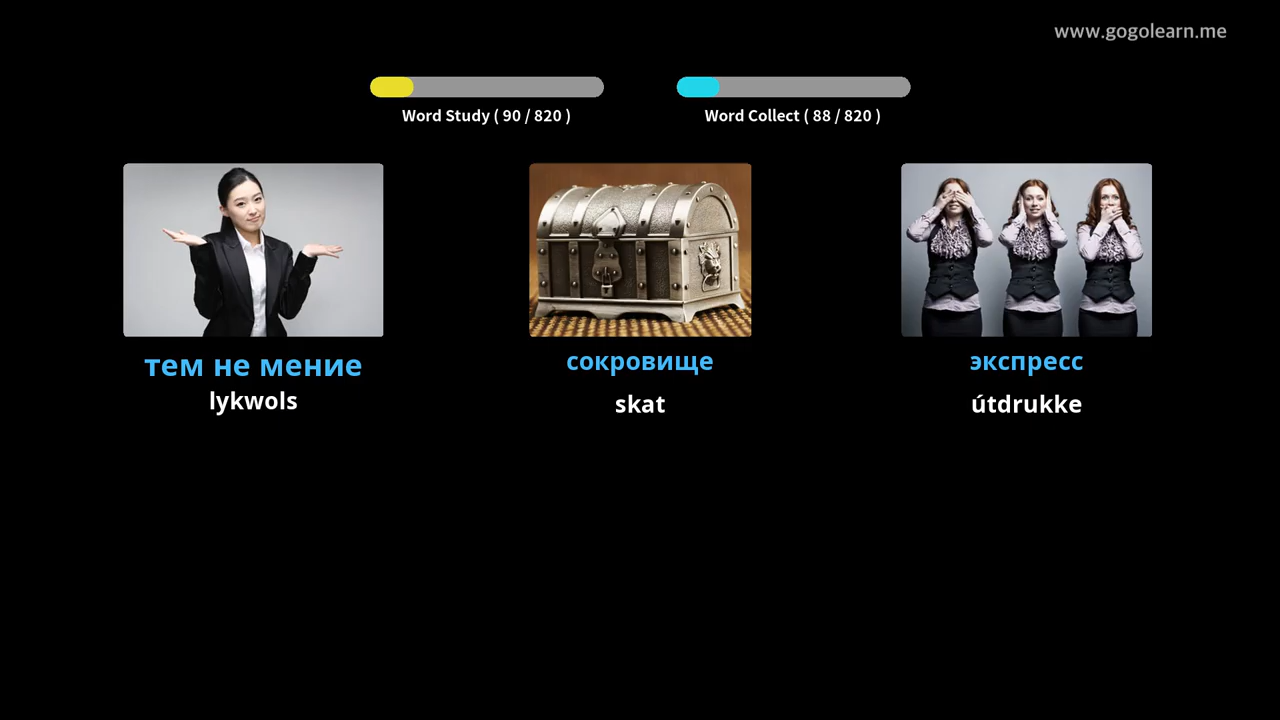 www.gogolearn.me
Word Study ( 90 / 820 )
Word Collect ( 88 / 820 )
тем не мение
lykwols
сокровище
skat
экспресс
útdrukke